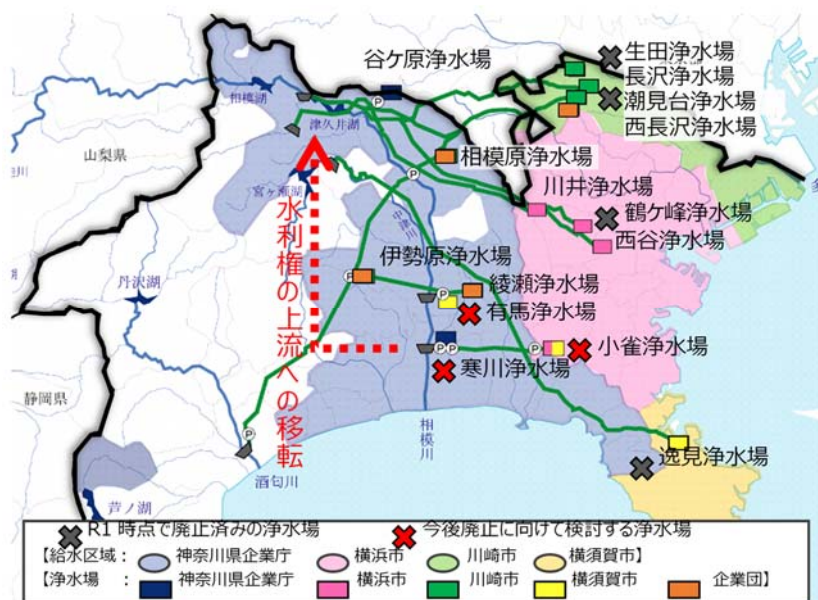 谷ケ原浄水場
生田浄水場
長沢浄水場
潮見台浄水場
西長沢浄水場
相模湖
津久井湖
山梨県
相模原浄水場
川井浄水場
宮ヶ瀬湖
中津川
鶴ケ峰浄水場
西谷浄水場
水利権の上流への移転
伊勢原浄水場
丹沢湖
綾瀬浄水場
有馬浄水場
小雀浄水場
寒川浄水場
静岡県
相模川
逸見浄水場
酒匂川
芦ノ湖
P
P
P
P
P
P
P
R1 時点で廃止済みの浄水場 今後廃止に向けて検討する浄水場
【給水区域： 神奈川県企業庁 横浜市 川崎市 横須賀市】
【浄水場 ： 神奈川県企業庁 横浜市 川崎市 横須賀市 企業団】